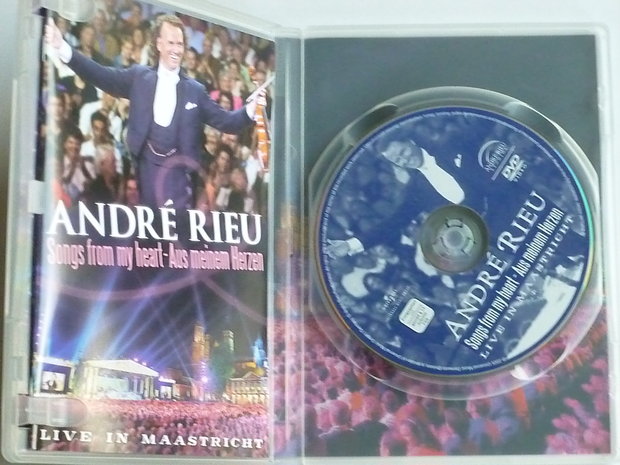 ANDRÉ RIEU
Songs from my heart - Aus meinem Herzen
LIVE IN MAASTRICHT
DVD
VIDEO
ANDRÉ RIEU
Songs from my heart - Aus meinem Herzen
LIVE IN MAASTRICHT